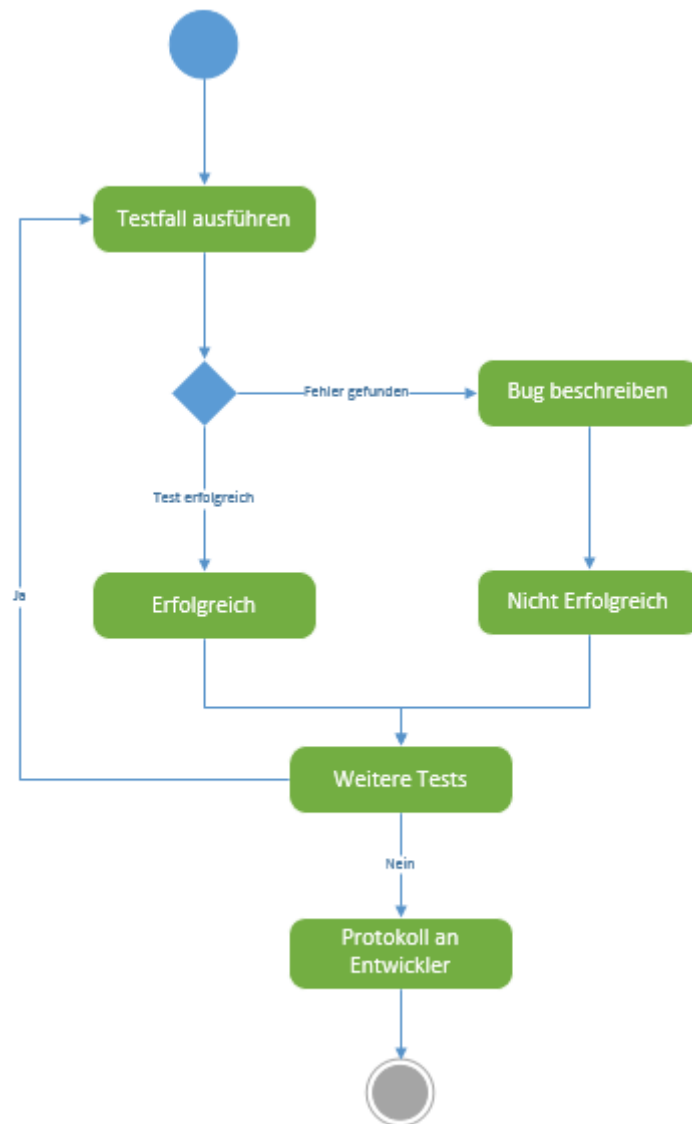 Testfall ausführen
Fehler gefunden
Bug beschreiben
Test erfolgreich
Ja
Erfolgreich
Nicht Erfolgreich
Weitere Tests
Nein
Protokoll an
Entwickler